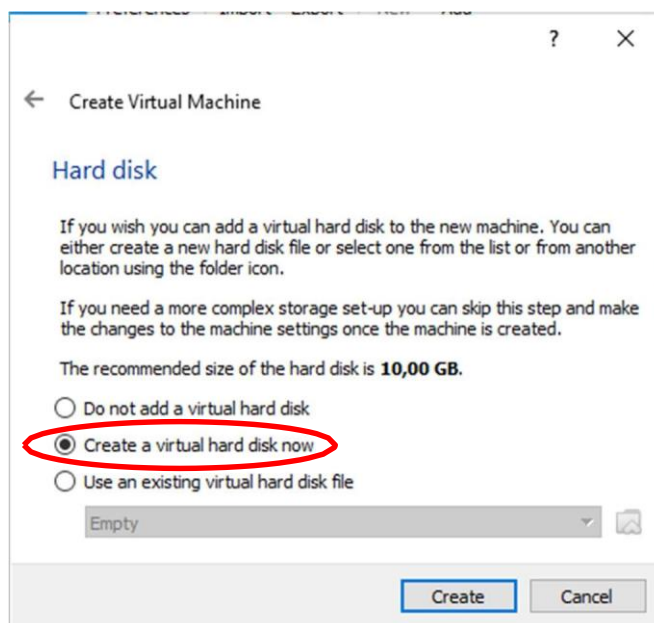 Preferences Import Export New Add
?
Create Virtual Machine
Hard disk
If you wish you can add a virtual hard disk to the new machine. You can
either create a new hard disk file or select one from the list or from another
location using the folder icon.
If you need a more complex storage set-up you can skip this step and make
the changes to the machine settings once the machine is created.
The recommended size of the hard disk is 10,00 GB.
Do not add a virtual hard disk
Create a virtual hard disk now
Use an existing virtual hard disk file
Empty
Create Cancel